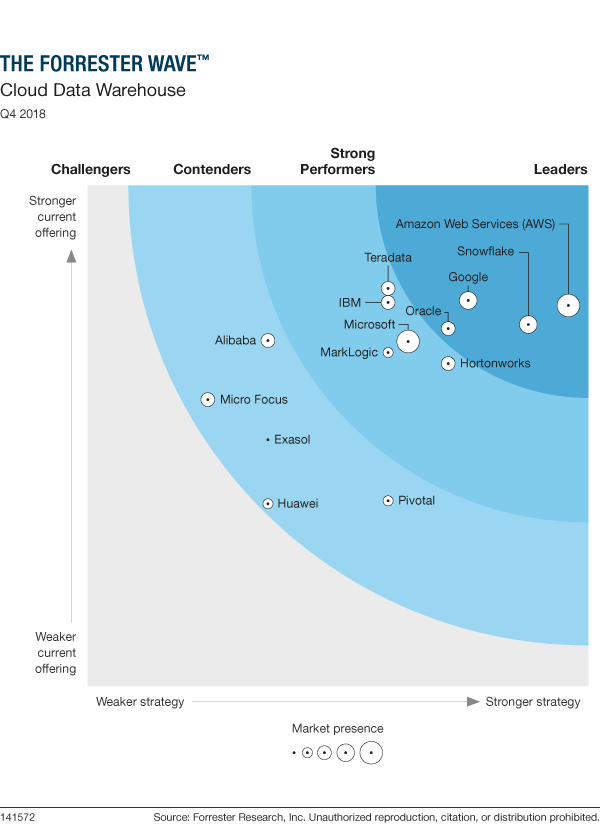 THE FORRESTER WAVE™
Cloud Data Warehouse
Q4 2018
Challengers
Contenders
Strong
Performers
Leaders
Stronger
current
offering
Amazon Web Services (AWS)
Snowflake
Teradata
Google
IBM
Oracle
Microsoft
Alibaba
MarkLogic
Hortonworks
Micro Focus
Exasol
Huawei
Pivotal
Weaker
current
offering
Weaker strategy
Stronger strategy
Market presence
141572
Source: Forrester Research, Inc. Unauthorized reproduction, citation, or distribution prohibited.